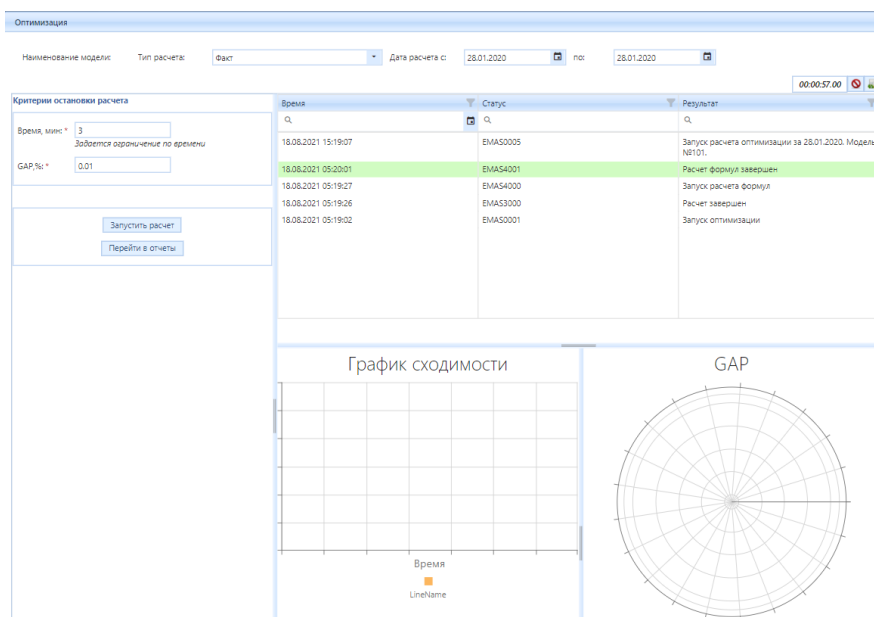 Оптимизация
Наименование модели: Тип расчета: Факт Дата расчета с: 28.01.2020 по: 28.01.2020
00:00:57.00
Критерии остановки расчета
Время, мин: * 3
Задается ограничение по времени
GAP,%: * 0.01
Запустить расчет
Перейти в отчеты
Время Статус Результат
18.08.2021 15:19:07 EMAS0005 Запуск расчета оптимизации за 28.01.2020. Модель
№101.
18.08.2021 05:20:01 EMAS4001 Расчет формул завершен
18.08.2021 05:19:27 EMAS4000 Запуск расчета формул
18.08.2021 05:19:26 EMAS3000 Расчет завершен
18.08.2021 05:19:02 EMAS0001 Запуск оптимизации
График сходимости
Время
LineName
GAP